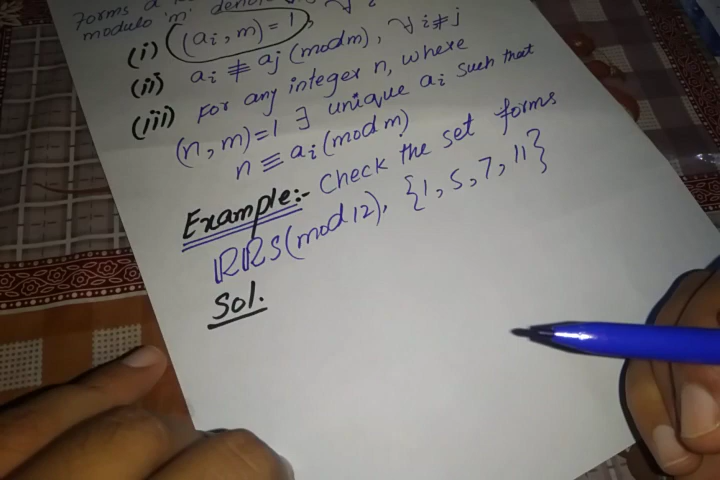 forms a
modulo 'm' denote
(i) (ai, m) = 1, ∀ i
(ii) ai ≢ aj (mod m), ∀ i ≠ j
(iii) For any integer n, where
(n, m) = 1 ∃ unique ai such that
n ≡ ai (mod m)
Example:- Check the set forms
RRS (mod 12), {1, 5, 7, 11}
Sol.